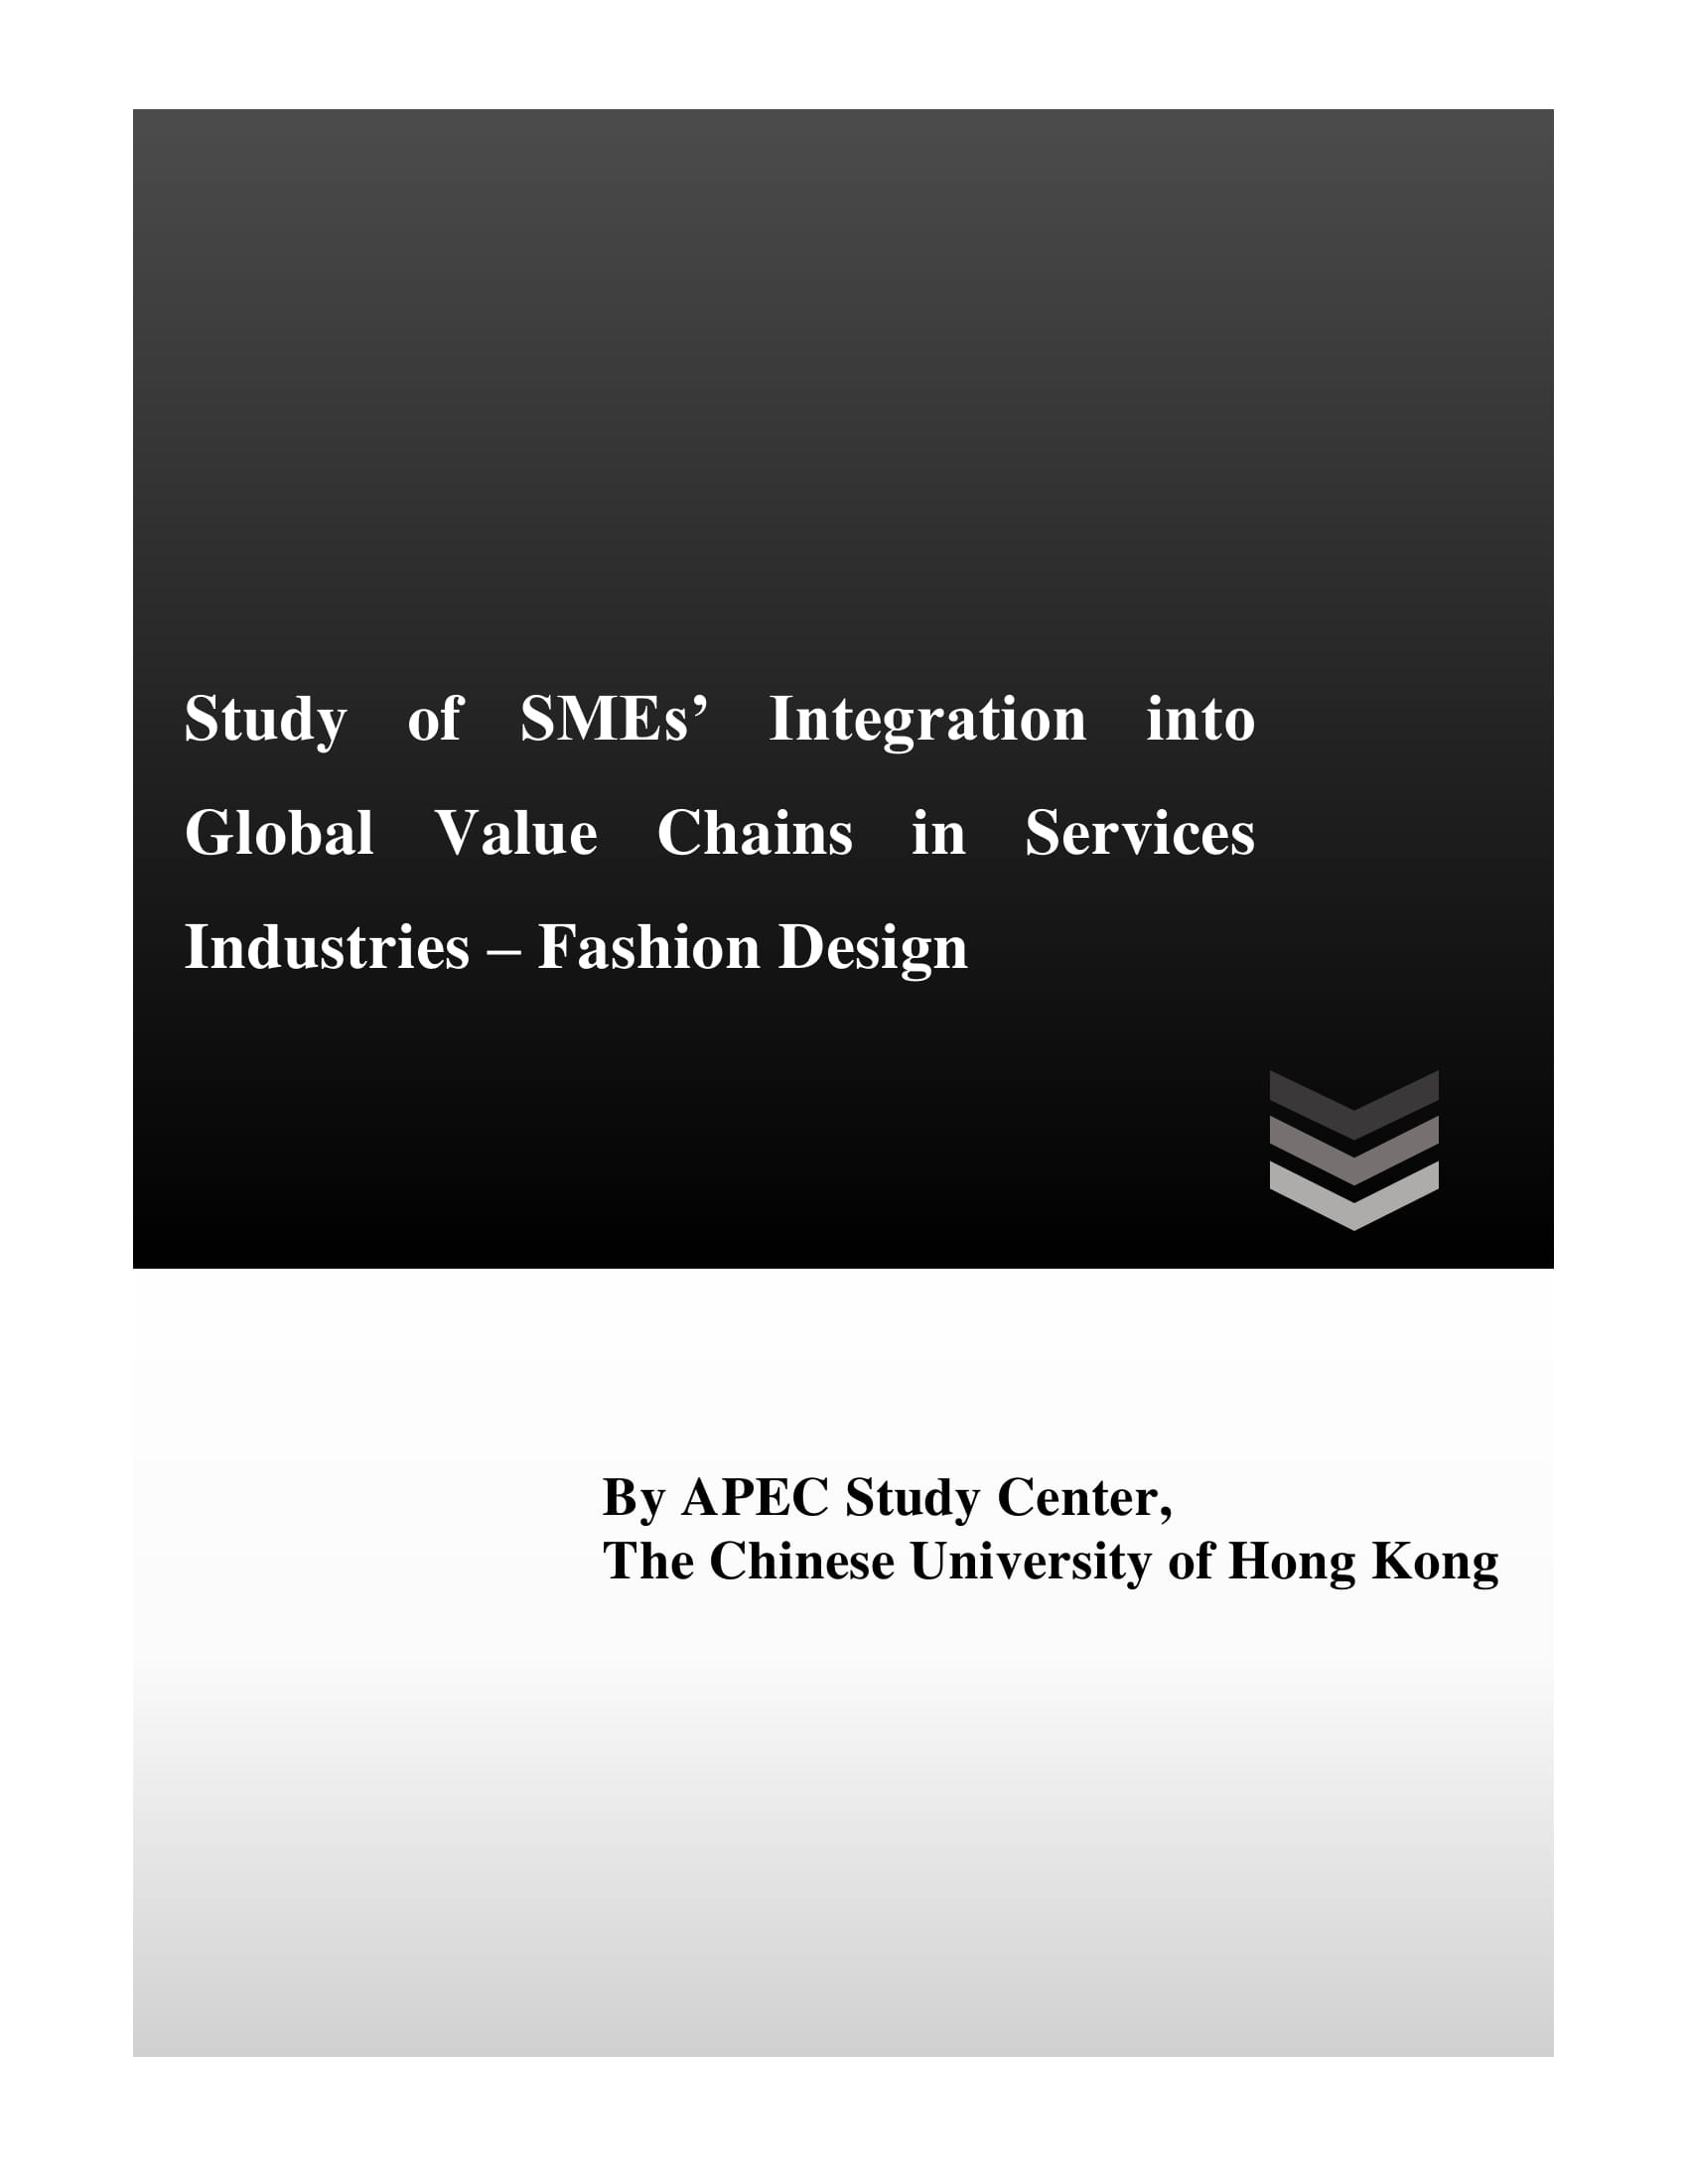 Study of SMEs’ Integration into
Global Value Chains in Services
Industries – Fashion Design
By APEC Study Center,
The Chinese University of Hong Kong